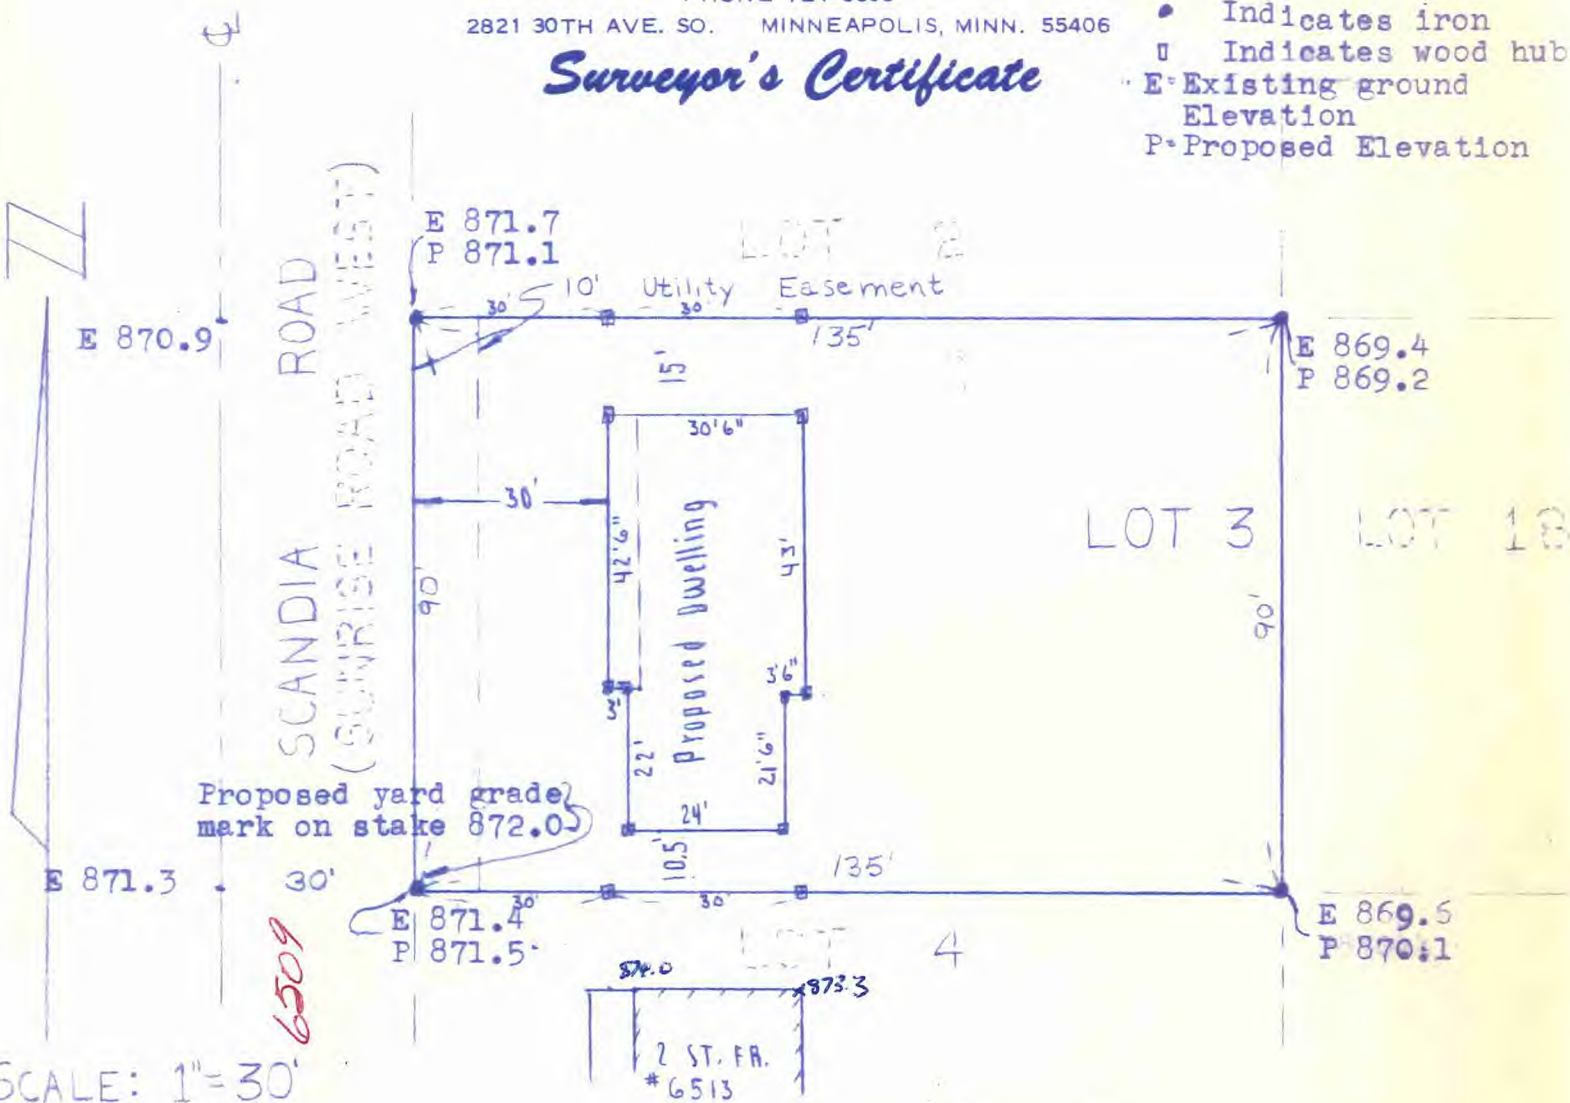 2821 30TH AVE. SO. MINNEAPOLIS, MINN. 55406
Surveyor's Certificate
Indicates iron
Indicates wood hub
E=Existing ground
Elevation
P=Proposed Elevation
SCANDIA ROAD
(SUNRISE ROAD WEST)
E 871.7
P 871.1
LOT 2
10' Utility Easement
30'
30'
135'
E 870.9
E 869.4
P 869.2
15'
30'6"
30'
42'6"
43'
Proposed Dwelling
LOT 3
LOT 18
90'
90'
3'
3'6"
22'
21'6"
24'
10.5'
Proposed yard grade
mark on stake 872.0
E 871.3
30'
135'
30'
30'
E 871.4
P 871.5
E 869.5
P 870.1
LOT 4
6509
874.0
873.3
2 ST. FR.
#6513
SCALE: 1"=30'